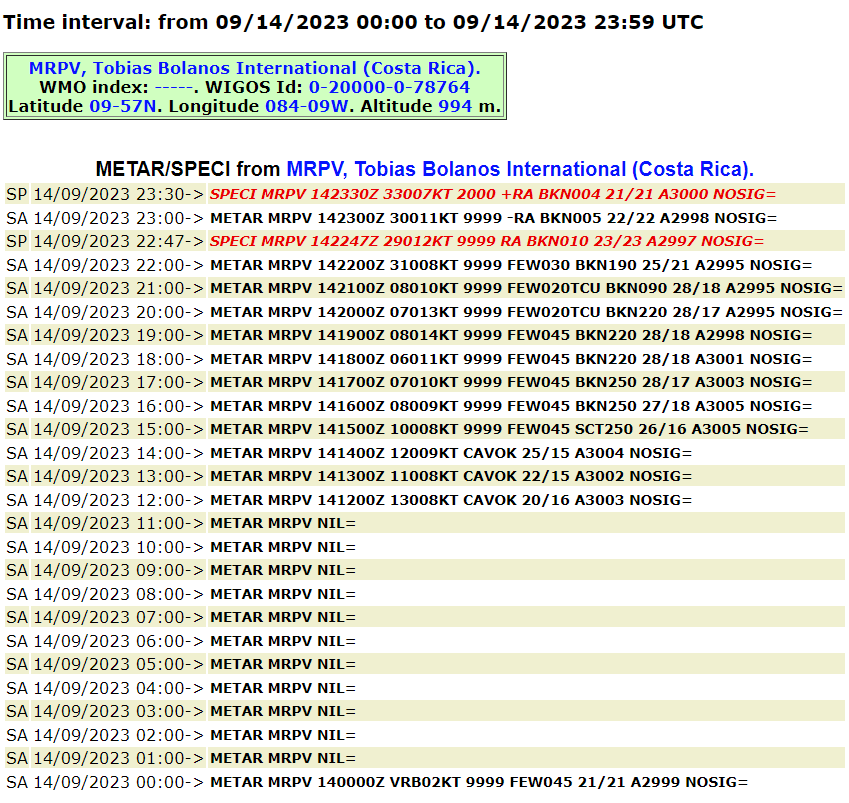 Time interval: from 09/14/2023 00:00 to 09/14/2023 23:59 UTC
MRPV, Tobias Bolanos International (Costa Rica).
WMO index: -----. WIGOS Id: 0-20000-0-78764
Latitude 09-57N. Longitude 084-09W. Altitude 994 m.
METAR/SPECI from MRPV, Tobias Bolanos International (Costa Rica).
SP 14/09/2023 23:30-> SPECI MRPV 142330Z 33007KT 2000 +RA BKN004 21/21 A3000 NOSIG=
SA 14/09/2023 23:00-> METAR MRPV 142300Z 30011KT 9999 -RA BKN005 22/22 A2998 NOSIG=
SP 14/09/2023 22:47-> SPECI MRPV 142247Z 29012KT 9999 RA BKN010 23/23 A2997 NOSIG=
SA 14/09/2023 22:00-> METAR MRPV 142200Z 31008KT 9999 FEW030 BKN190 25/21 A2995 NOSIG=
SA 14/09/2023 21:00-> METAR MRPV 142100Z 08010KT 9999 FEW020TCU BKN090 28/18 A2995 NOSIG=
SA 14/09/2023 20:00-> METAR MRPV 142000Z 07013KT 9999 FEW020TCU BKN220 28/17 A2995 NOSIG=
SA 14/09/2023 19:00-> METAR MRPV 141900Z 08014KT 9999 FEW045 BKN220 28/18 A2998 NOSIG=
SA 14/09/2023 18:00-> METAR MRPV 141800Z 06011KT 9999 FEW045 BKN220 28/18 A3001 NOSIG=
SA 14/09/2023 17:00-> METAR MRPV 141700Z 07010KT 9999 FEW045 BKN250 28/17 A3003 NOSIG=
SA 14/09/2023 16:00-> METAR MRPV 141600Z 08009KT 9999 FEW045 BKN250 27/18 A3005 NOSIG=
SA 14/09/2023 15:00-> METAR MRPV 141500Z 10008KT 9999 FEW045 SCT250 26/16 A3005 NOSIG=
SA 14/09/2023 14:00-> METAR MRPV 141400Z 12009KT CAVOK 25/15 A3004 NOSIG=
SA 14/09/2023 13:00-> METAR MRPV 141300Z 11008KT CAVOK 22/15 A3002 NOSIG=
SA 14/09/2023 12:00-> METAR MRPV 141200Z 13008KT CAVOK 20/16 A3003 NOSIG=
SA 14/09/2023 11:00-> METAR MRPV NIL=
SA 14/09/2023 10:00-> METAR MRPV NIL=
SA 14/09/2023 09:00-> METAR MRPV NIL=
SA 14/09/2023 08:00-> METAR MRPV NIL=
SA 14/09/2023 07:00-> METAR MRPV NIL=
SA 14/09/2023 06:00-> METAR MRPV NIL=
SA 14/09/2023 05:00-> METAR MRPV NIL=
SA 14/09/2023 04:00-> METAR MRPV NIL=
SA 14/09/2023 03:00-> METAR MRPV NIL=
SA 14/09/2023 02:00-> METAR MRPV NIL=
SA 14/09/2023 01:00-> METAR MRPV NIL=
SA 14/09/2023 00:00-> METAR MRPV 140000Z VRB02KT 9999 FEW045 21/21 A2999 NOSIG=